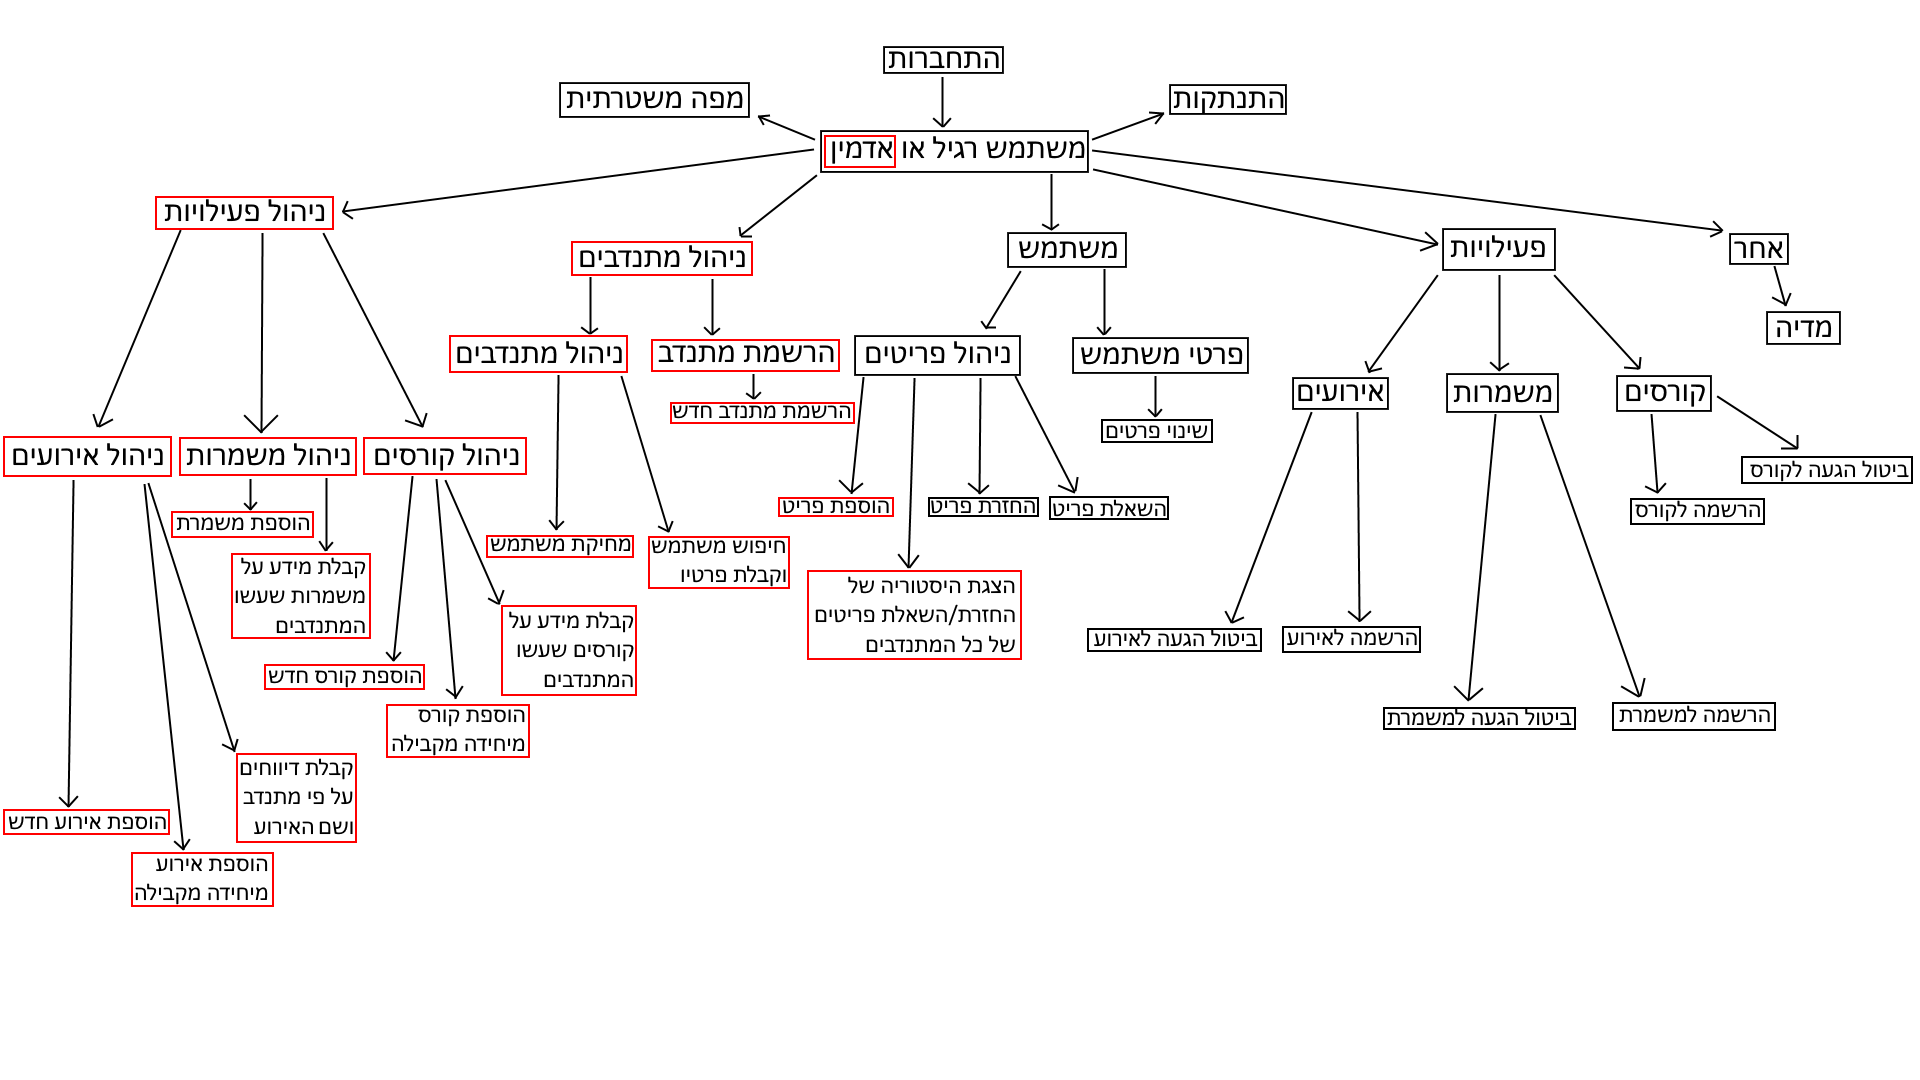 התחברות
התנתקות
מפה משטרתית
משתמש רגיל או אדמין
אחר
פעילויות
משתמש
ניהול מתנדבים
ניהול פעילויות
מדיה
קורסים
משמרות
אירועים
פרטי משתמש
ניהול פריטים
הרשמת מתנדב
ניהול מתנדבים
ניהול קורסים
ניהול משמרות
ניהול אירועים
ביטול הגעה לקורס
הרשמה לקורס
הרשמה למשמרת
ביטול הגעה למשמרת
הרשמה לאירוע
ביטול הגעה לאירוע
שינוי פרטים
השאלת פריט
החזרת פריט
הוספת פריט
הצגת היסטוריה של
החזרת/השאלת פריטים
של כל המתנדבים
הרשמת מתנדב חדש
חיפוש משתמש
וקבלת פרטיו
מחיקת משתמש
קבלת מידע על
קורסים שעשו
המתנדבים
הוספת קורס
מיחידה מקבילה
הוספת קורס חדש
הוספת משמרת
קבלת מידע על
משמרות שעשו
המתנדבים
קבלת דיווחים
על פי מתנדב
ושם האירוע
הוספת אירוע
מיחידה מקבילה
הוספת אירוע חדש